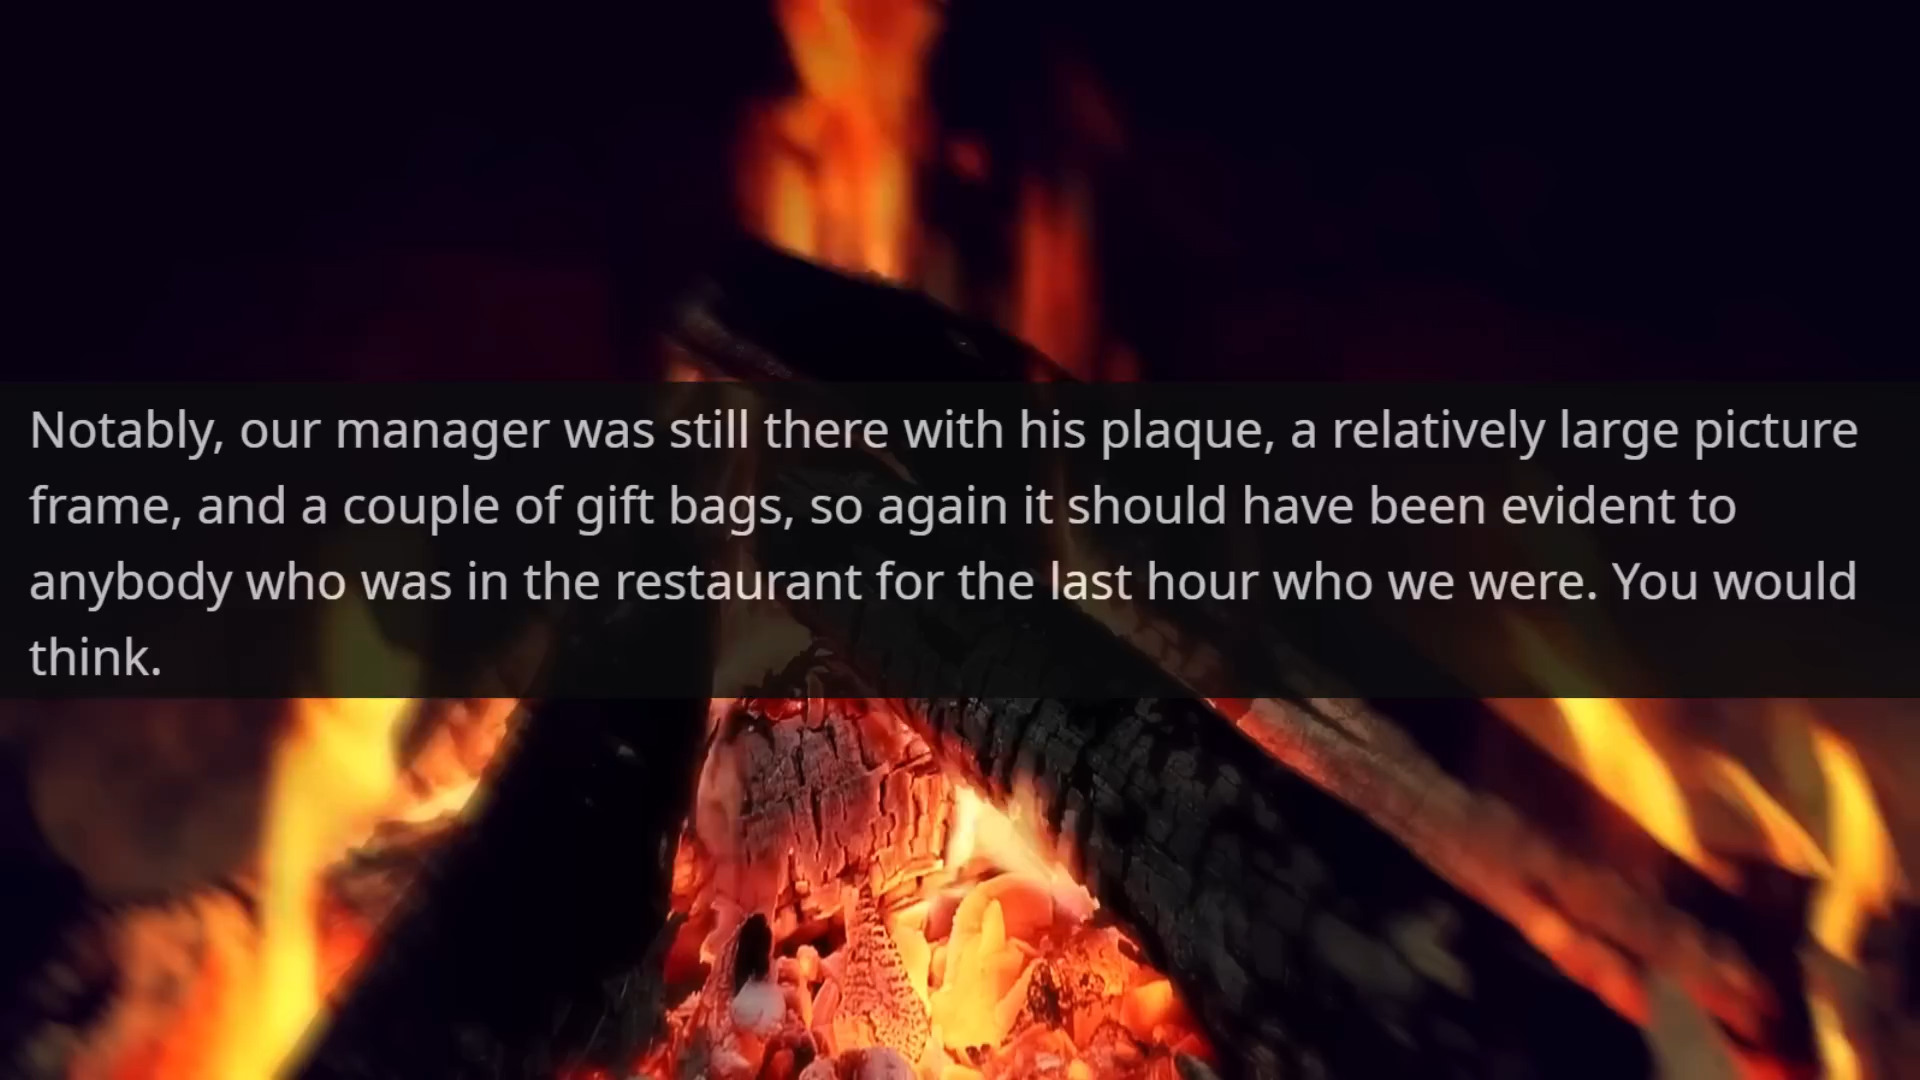 Notably, our manager was still there with his plaque, a relatively large picture
frame, and a couple of gift bags, so again it should have been evident to
anybody who was in the restaurant for the last hour who we were. You would
think.